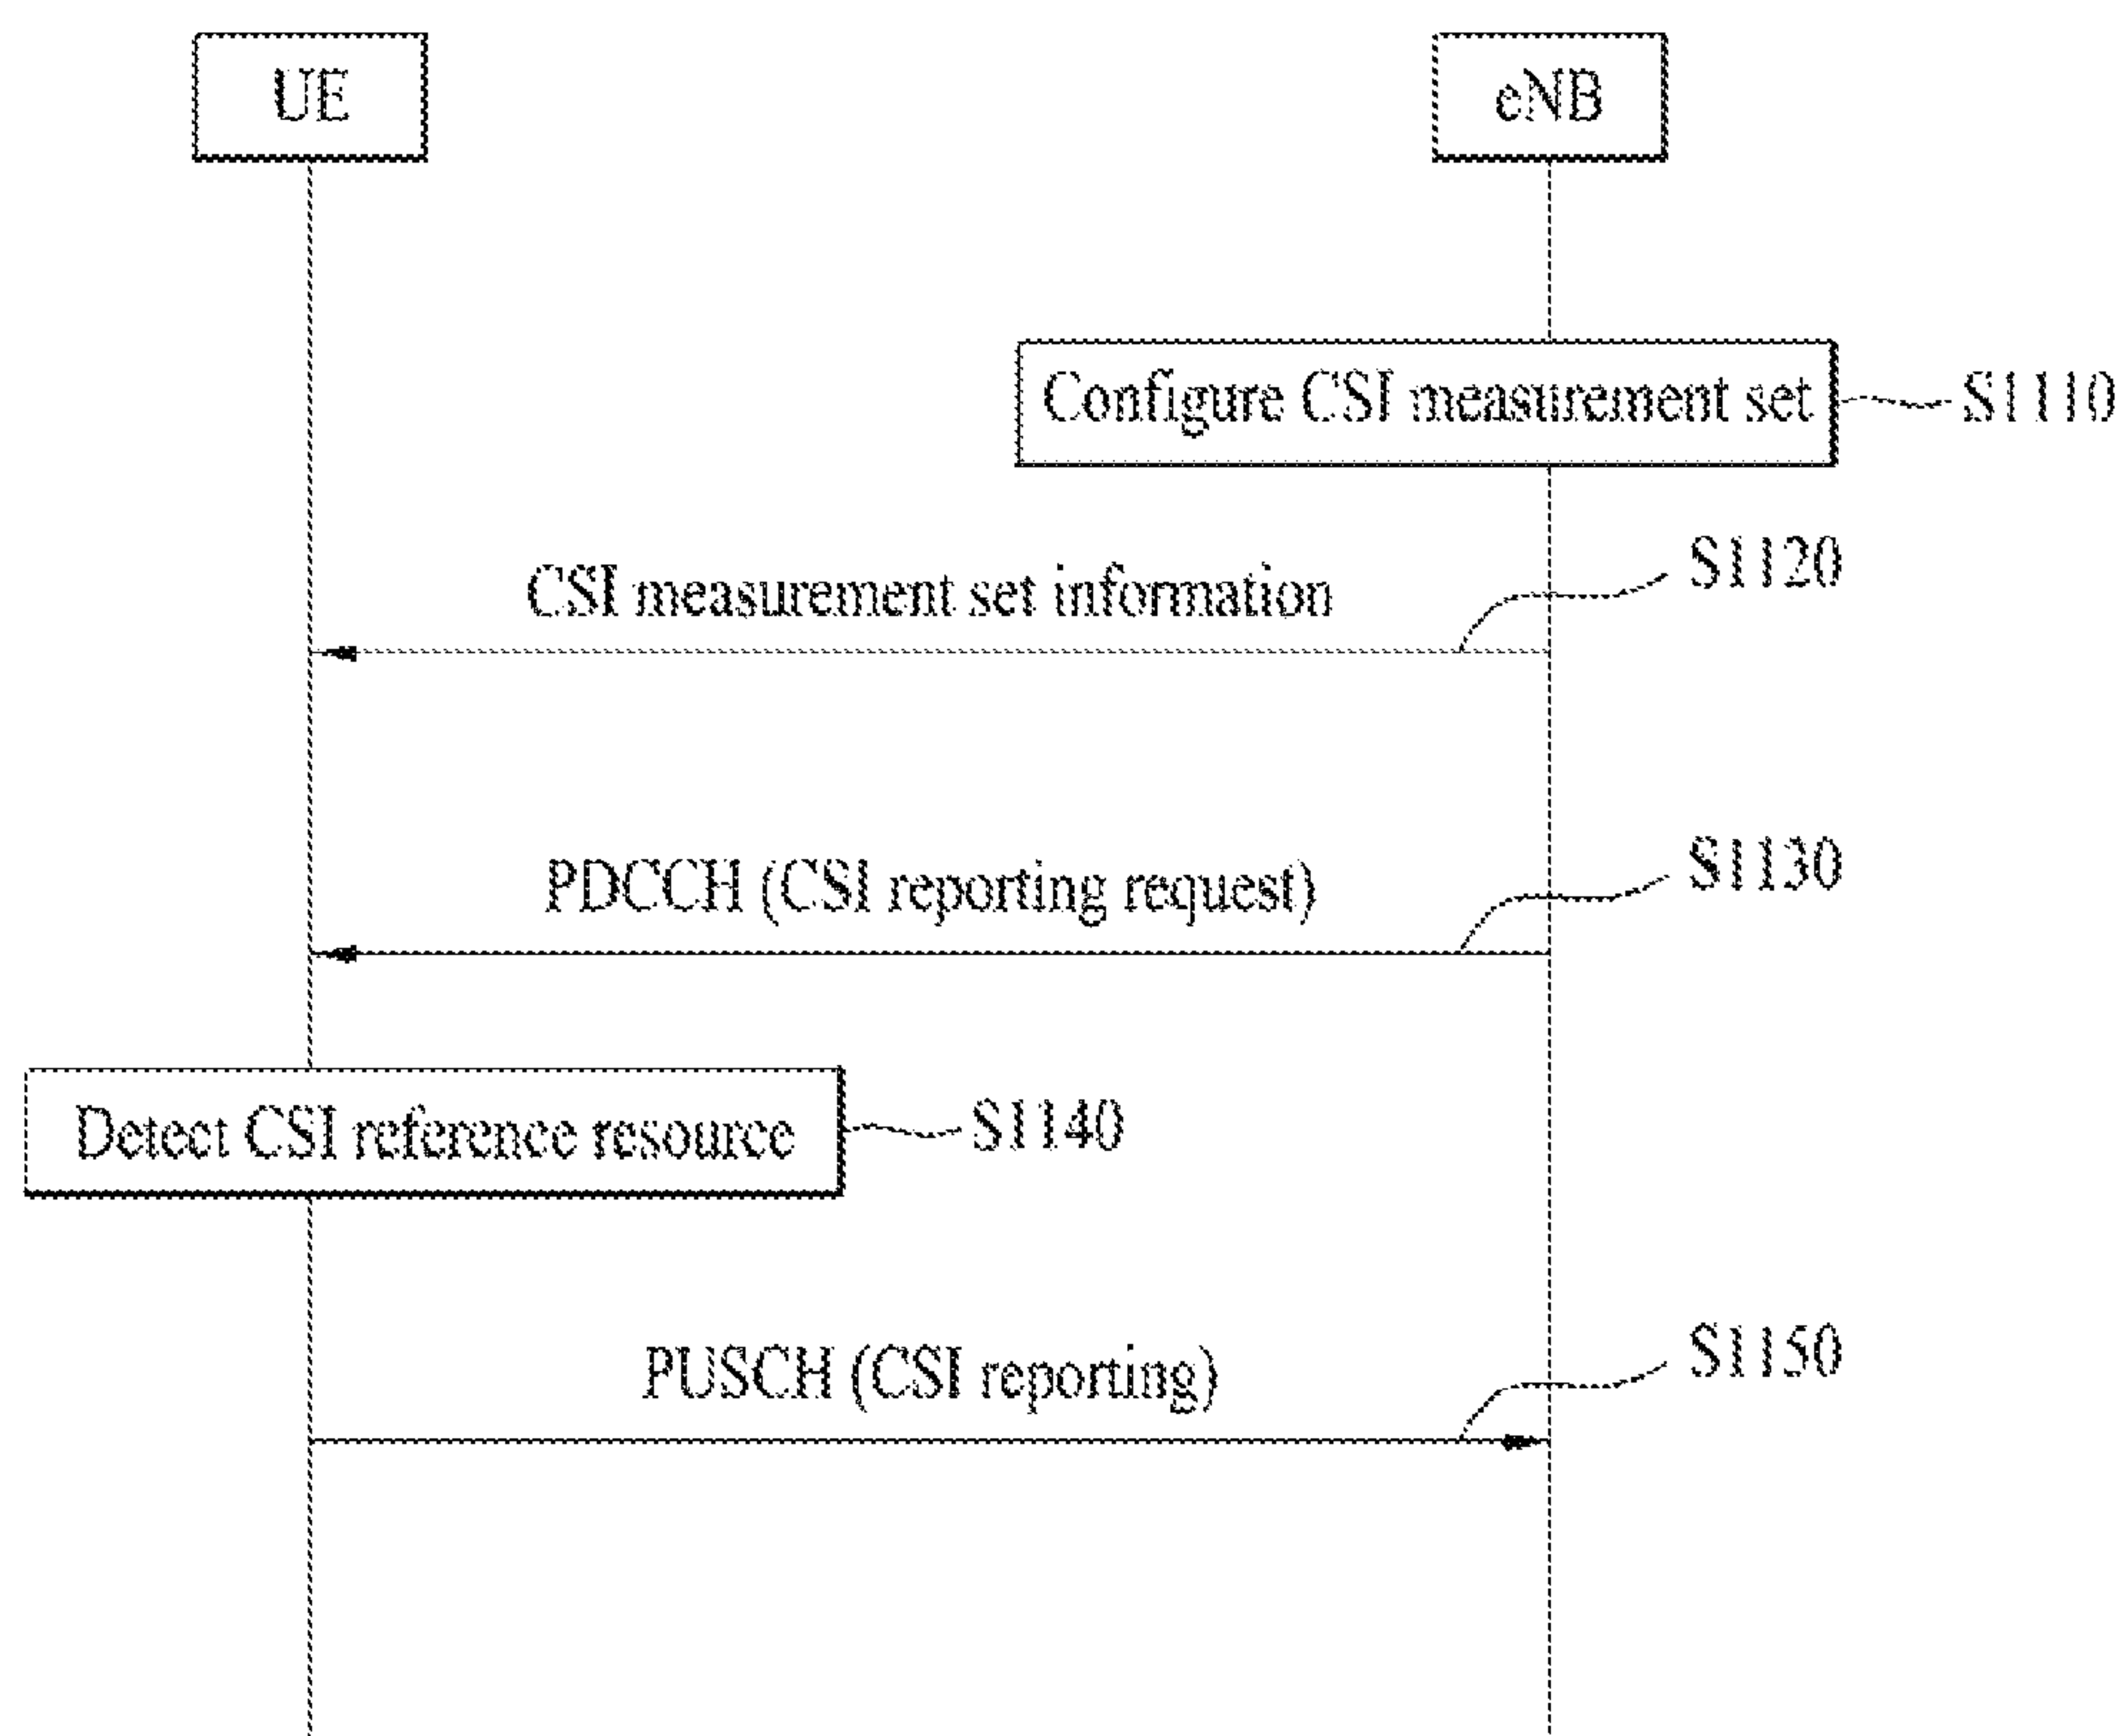 UE
eNB
Configure CSI measurement set
S1110
S1120
CSI measurement set information
S1130
PDCCH (CSI reporting request)
Detect CSI reference resource
S1140
S1150
PUSCH (CSI reporting)